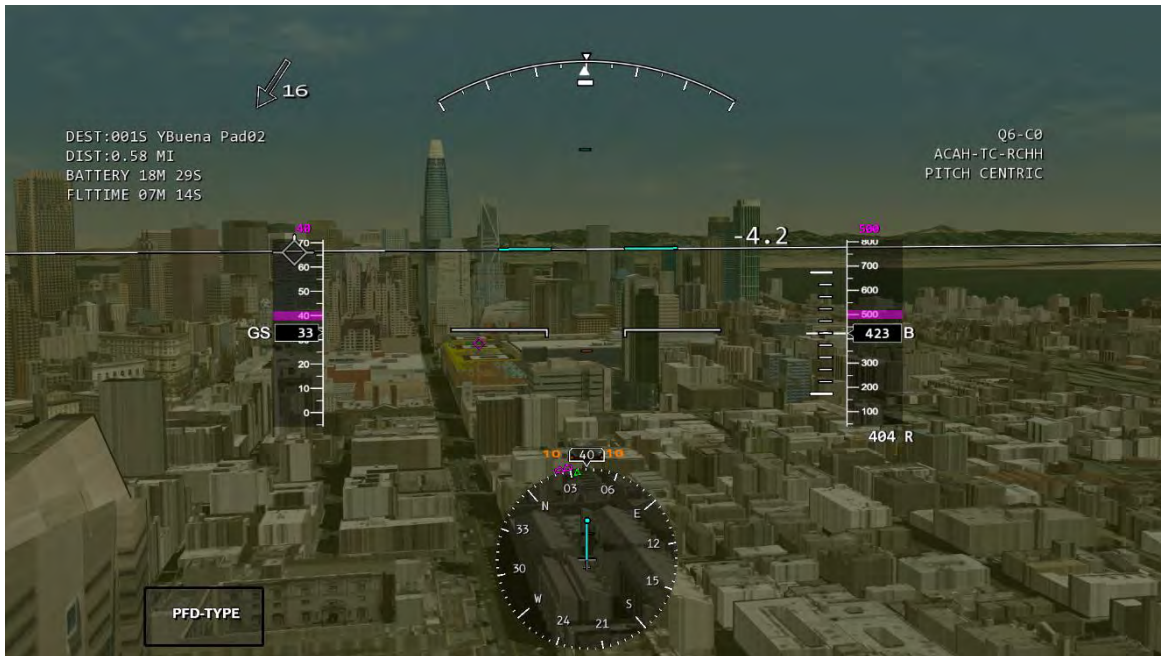 16
DEST:001S YBuena Pad02
DIST:0.58 MI
BATTERY 18M 29S
FLTTIME 07M 14S
Q6-C0
ACAH-TC-RCHH
PITCH CENTRIC
-4.2
40
70
60
50
40
GS 33
20
10
0
500
800
700
600
500
423 B
300
200
100
404 R
10 40 10
03 06
N E
33 12
30 15
W S
24 21
PFD-TYPE